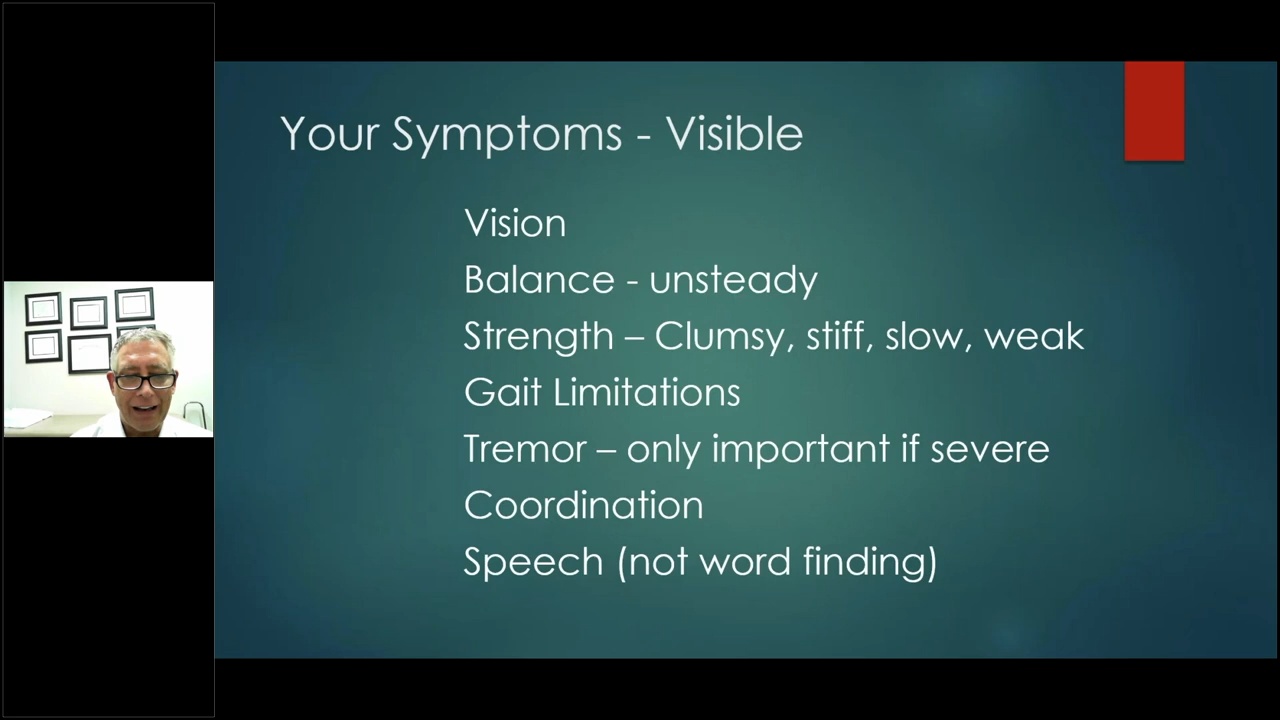 Your Symptoms - Visible
Vision
Balance - unsteady
Strength – Clumsy, stiff, slow, weak
Gait Limitations
Tremor – only important if severe
Coordination
Speech (not word finding)